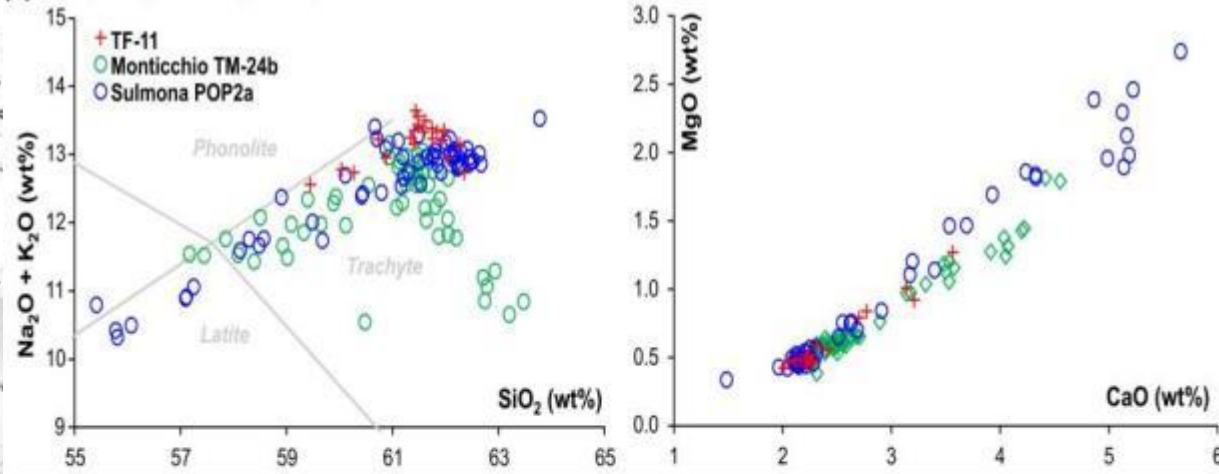 15
14
13
12
11
10
9
Na₂O + K₂O (wt%)
TF-11
Monticchio TM-24b
Sulmona POP2a
Phonolite
Trachyte
Latite
SiO₂ (wt%)
55 57 59 61 63 65
3.0
2.5
2.0
1.5
1.0
0.5
0.0
MgO (wt%)
CaO (wt%)
1 2 3 4 5 6